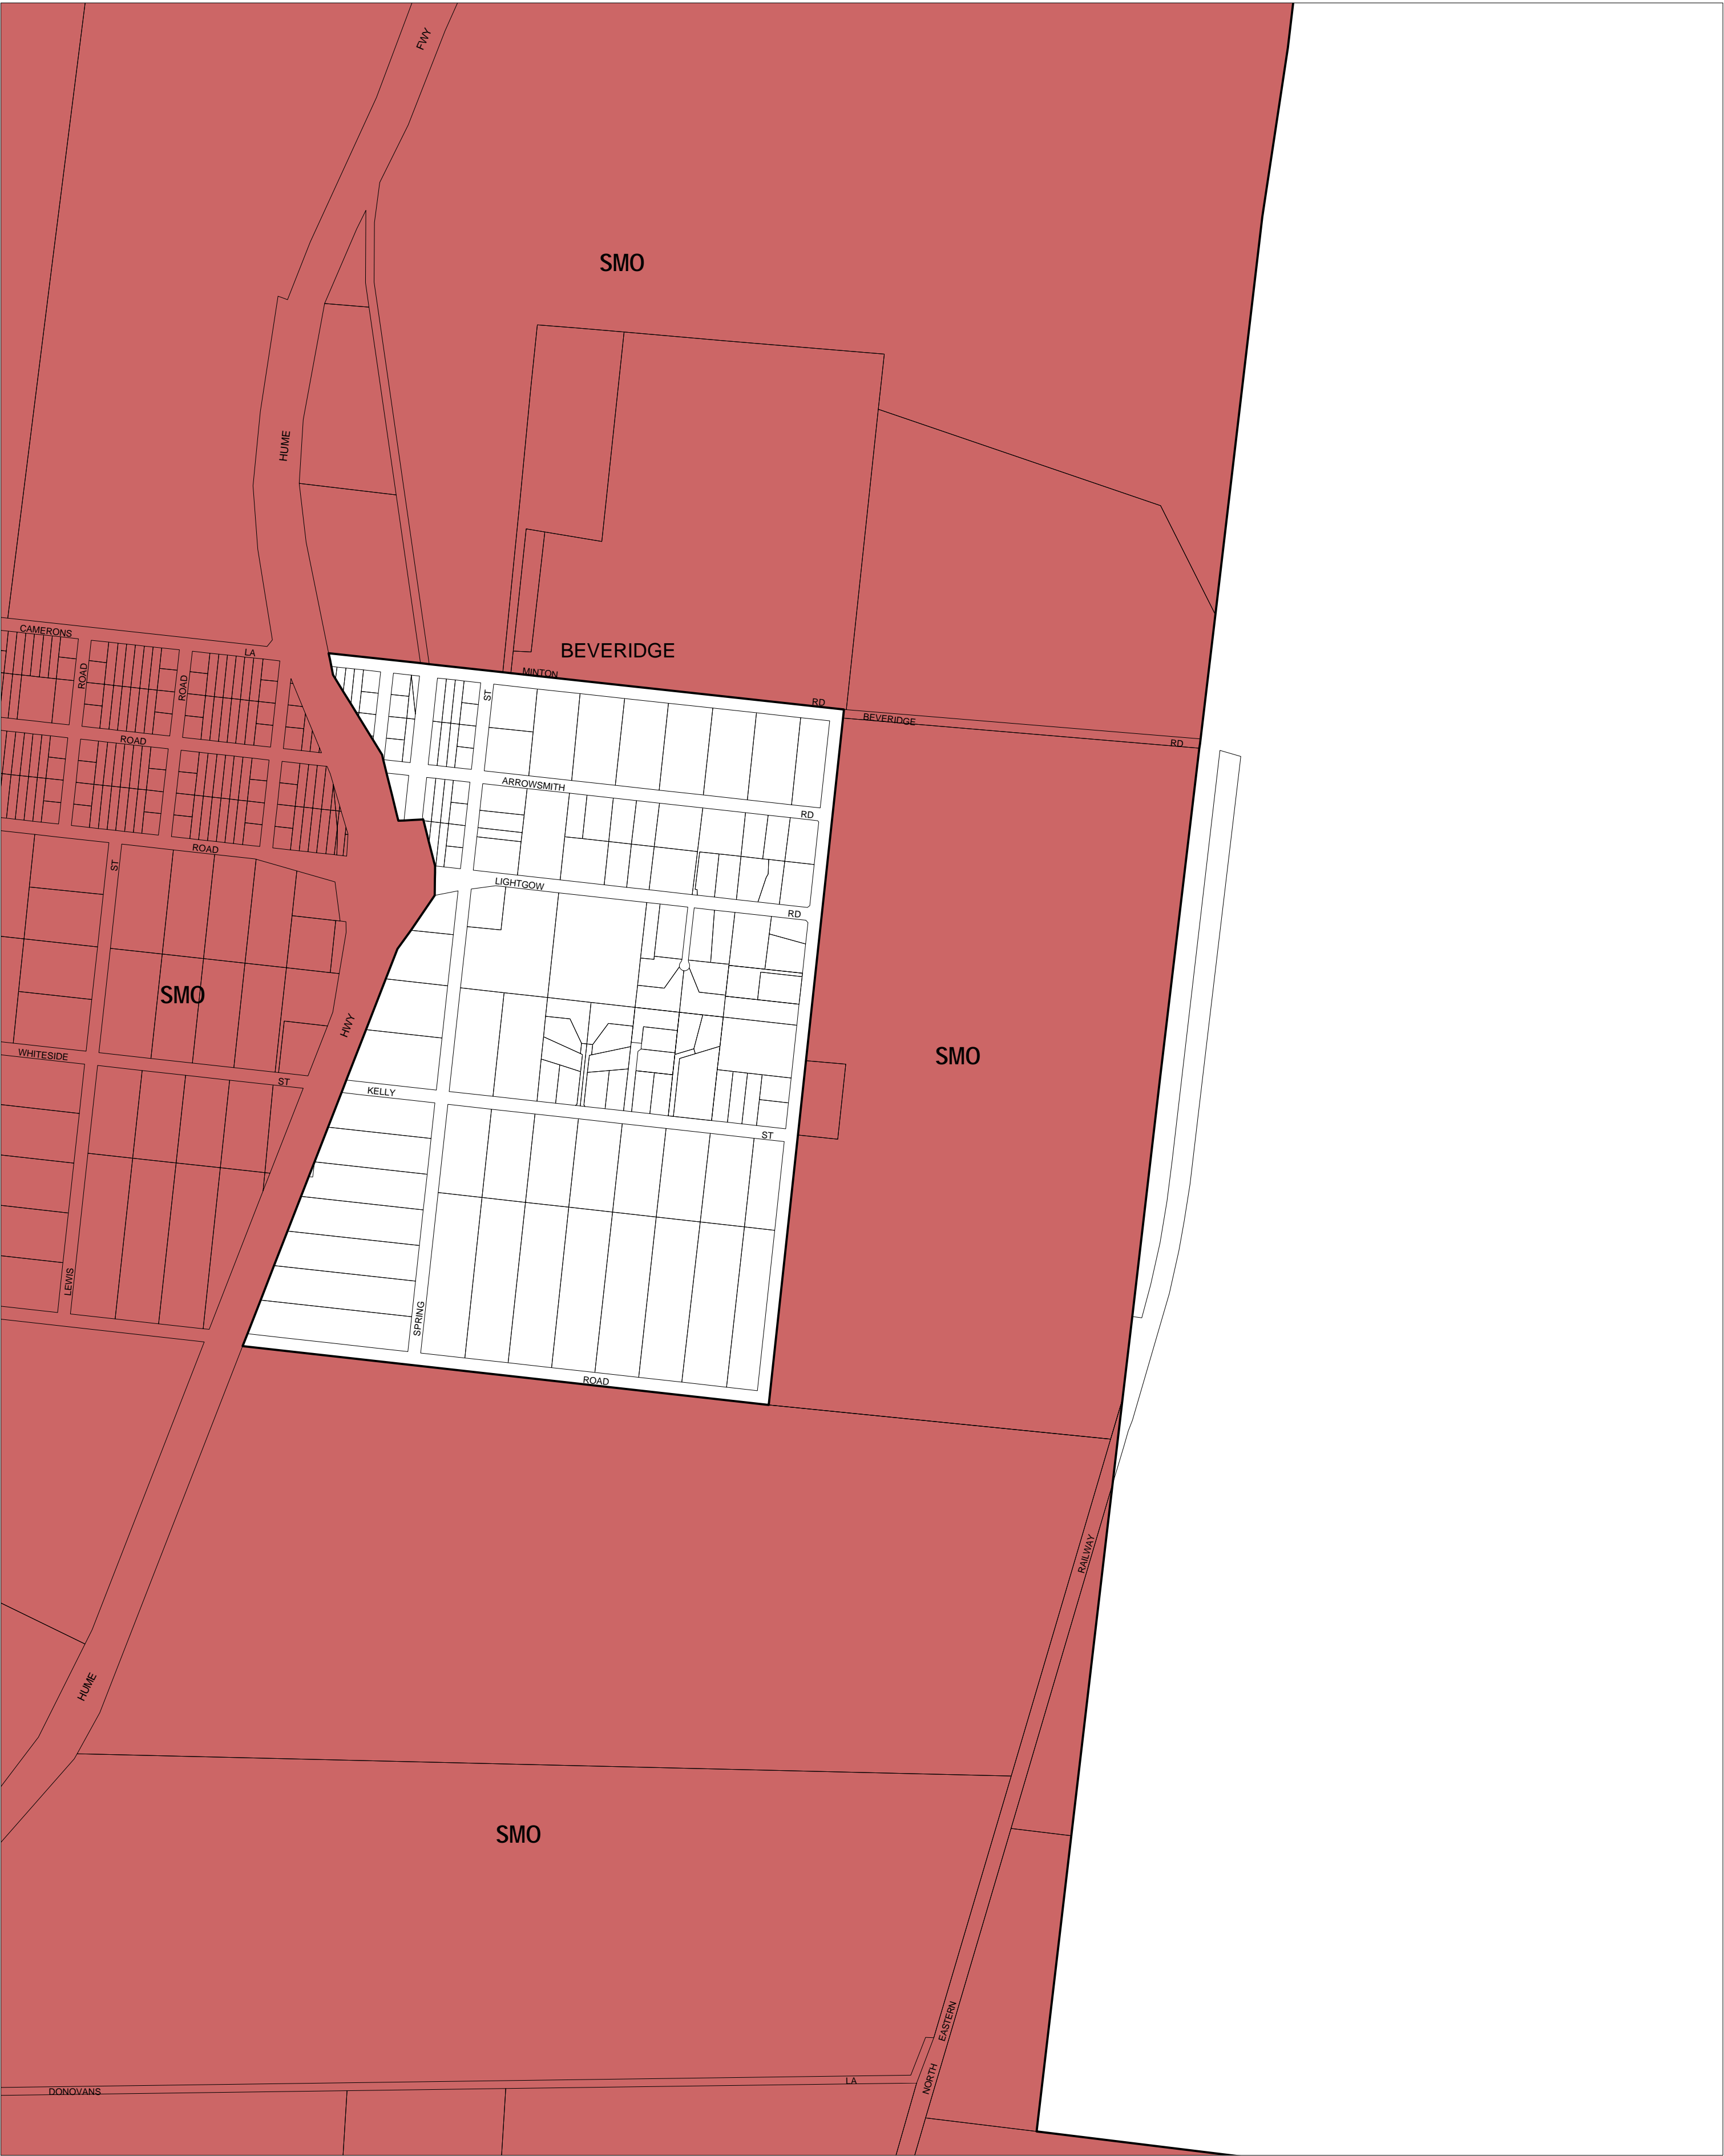 FWY
SMO
HUME
CAMERONS
LA
BEVERIDGE
ROAD
ROAD
MINTON
ST
RD
BEVERIDGE
RD
ROAD
ARROWSMITH
RD
ROAD
ST
LIGHTGOW
RD
SMO
HWY
SMO
WHITESIDE
ST
KELLY
ST
LEWIS
SPRING
ROAD
RAILWAY
HUME
SMO
EASTERN
NORTH
DONOVANS
LA